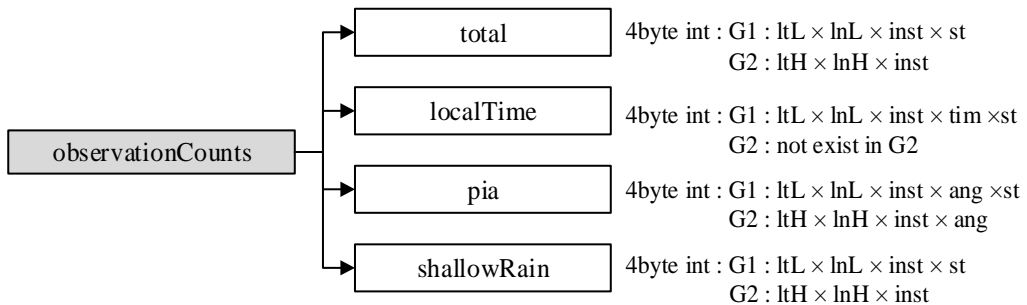 total
4byte int : G1 : ltL × lnL × inst × st
G2 : ltH × lnH × inst
localTime
4byte int : G1 : ltL × lnL × inst × tim ×st
G2 : not exist in G2
observationCounts
pia
4byte int : G1 : ltL × lnL × inst × ang ×st
G2 : ltH × lnH × inst × ang
shallowRain
4byte int : G1 : ltL × lnL × inst × st
G2 : ltH × lnH × inst